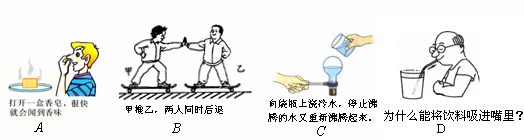 甲 乙
打开一盒香皂，很快
就会闻到香味
甲推乙，两人同时后退
向烧瓶上浇冷水，停止沸
腾的水又重新沸腾起来。
为什么能将饮料吸进嘴里？
A B C D